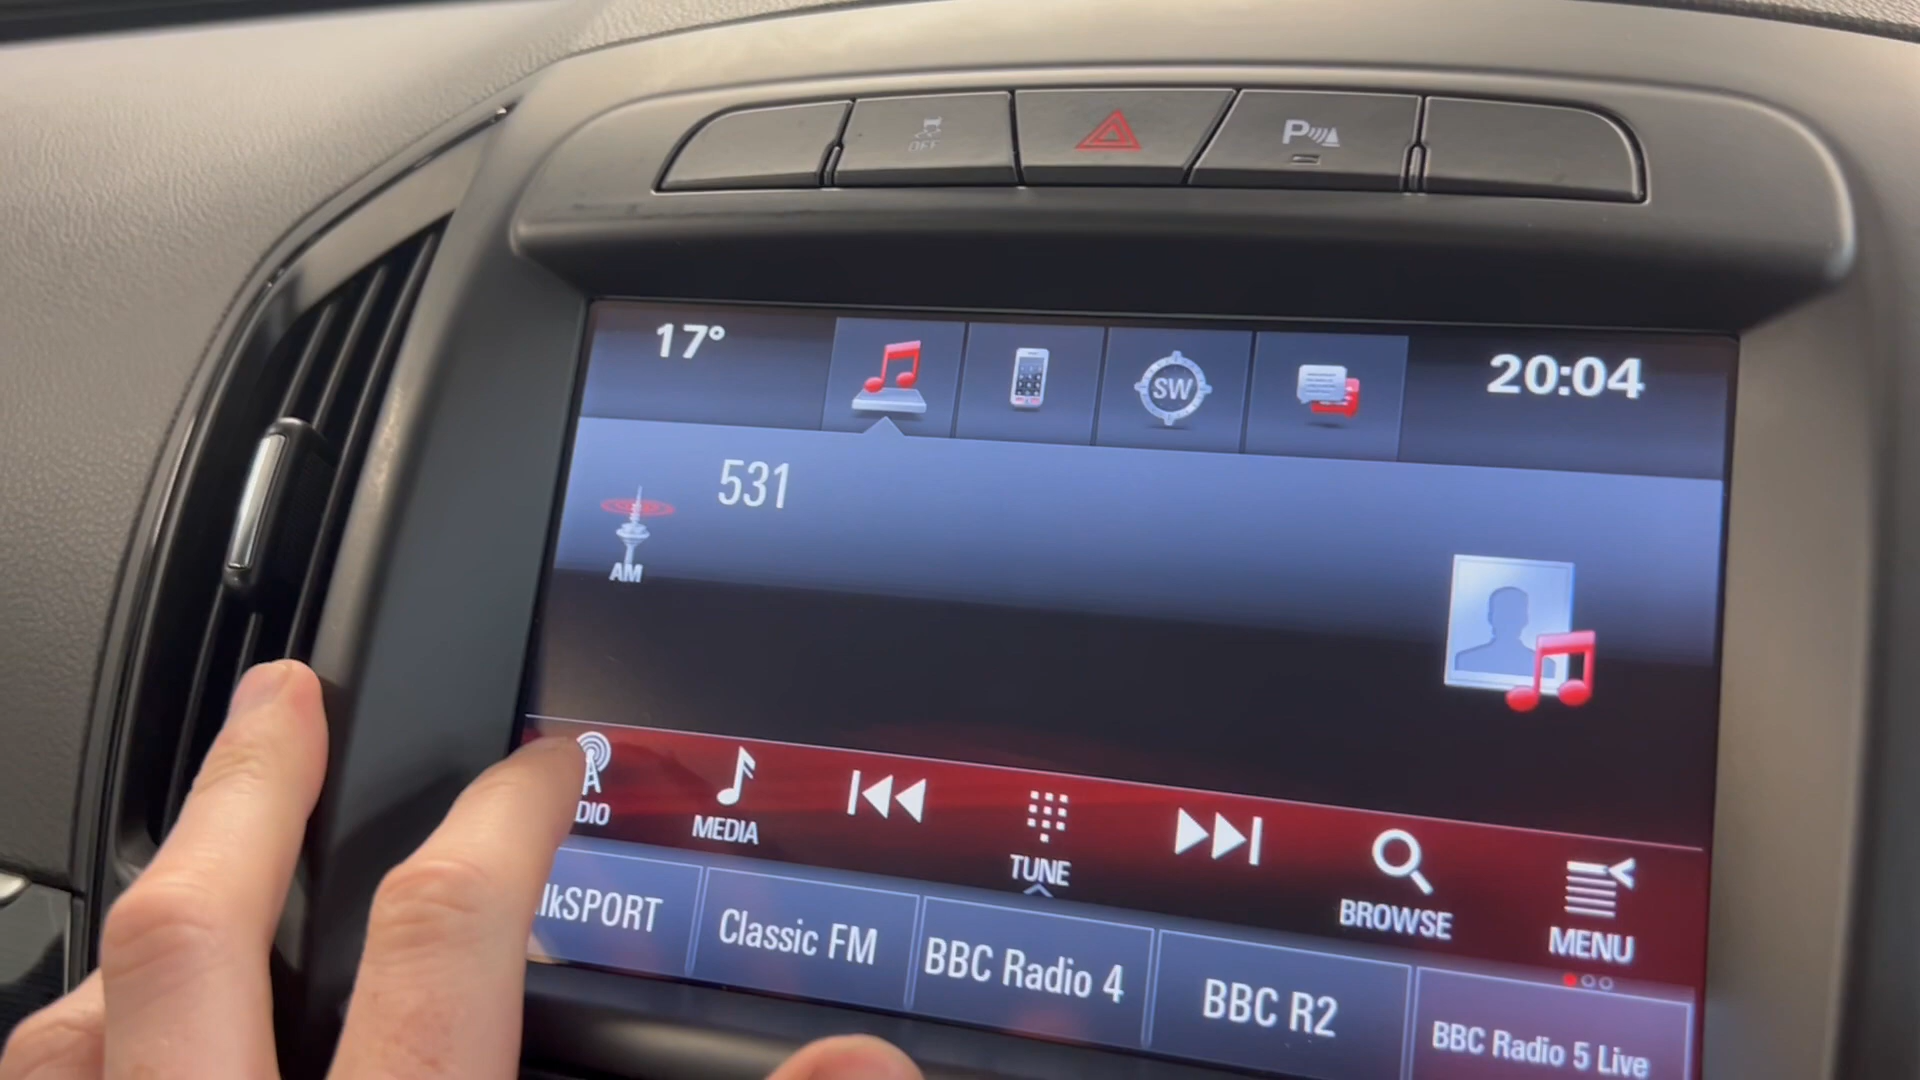 OFF
P
17°
SW
20:04
531
AM
DIO
MEDIA
TUNE
BROWSE
MENU
lkSPORT
Classic FM
BBC Radio 4
BBC R2
BBC Radio 5 Live